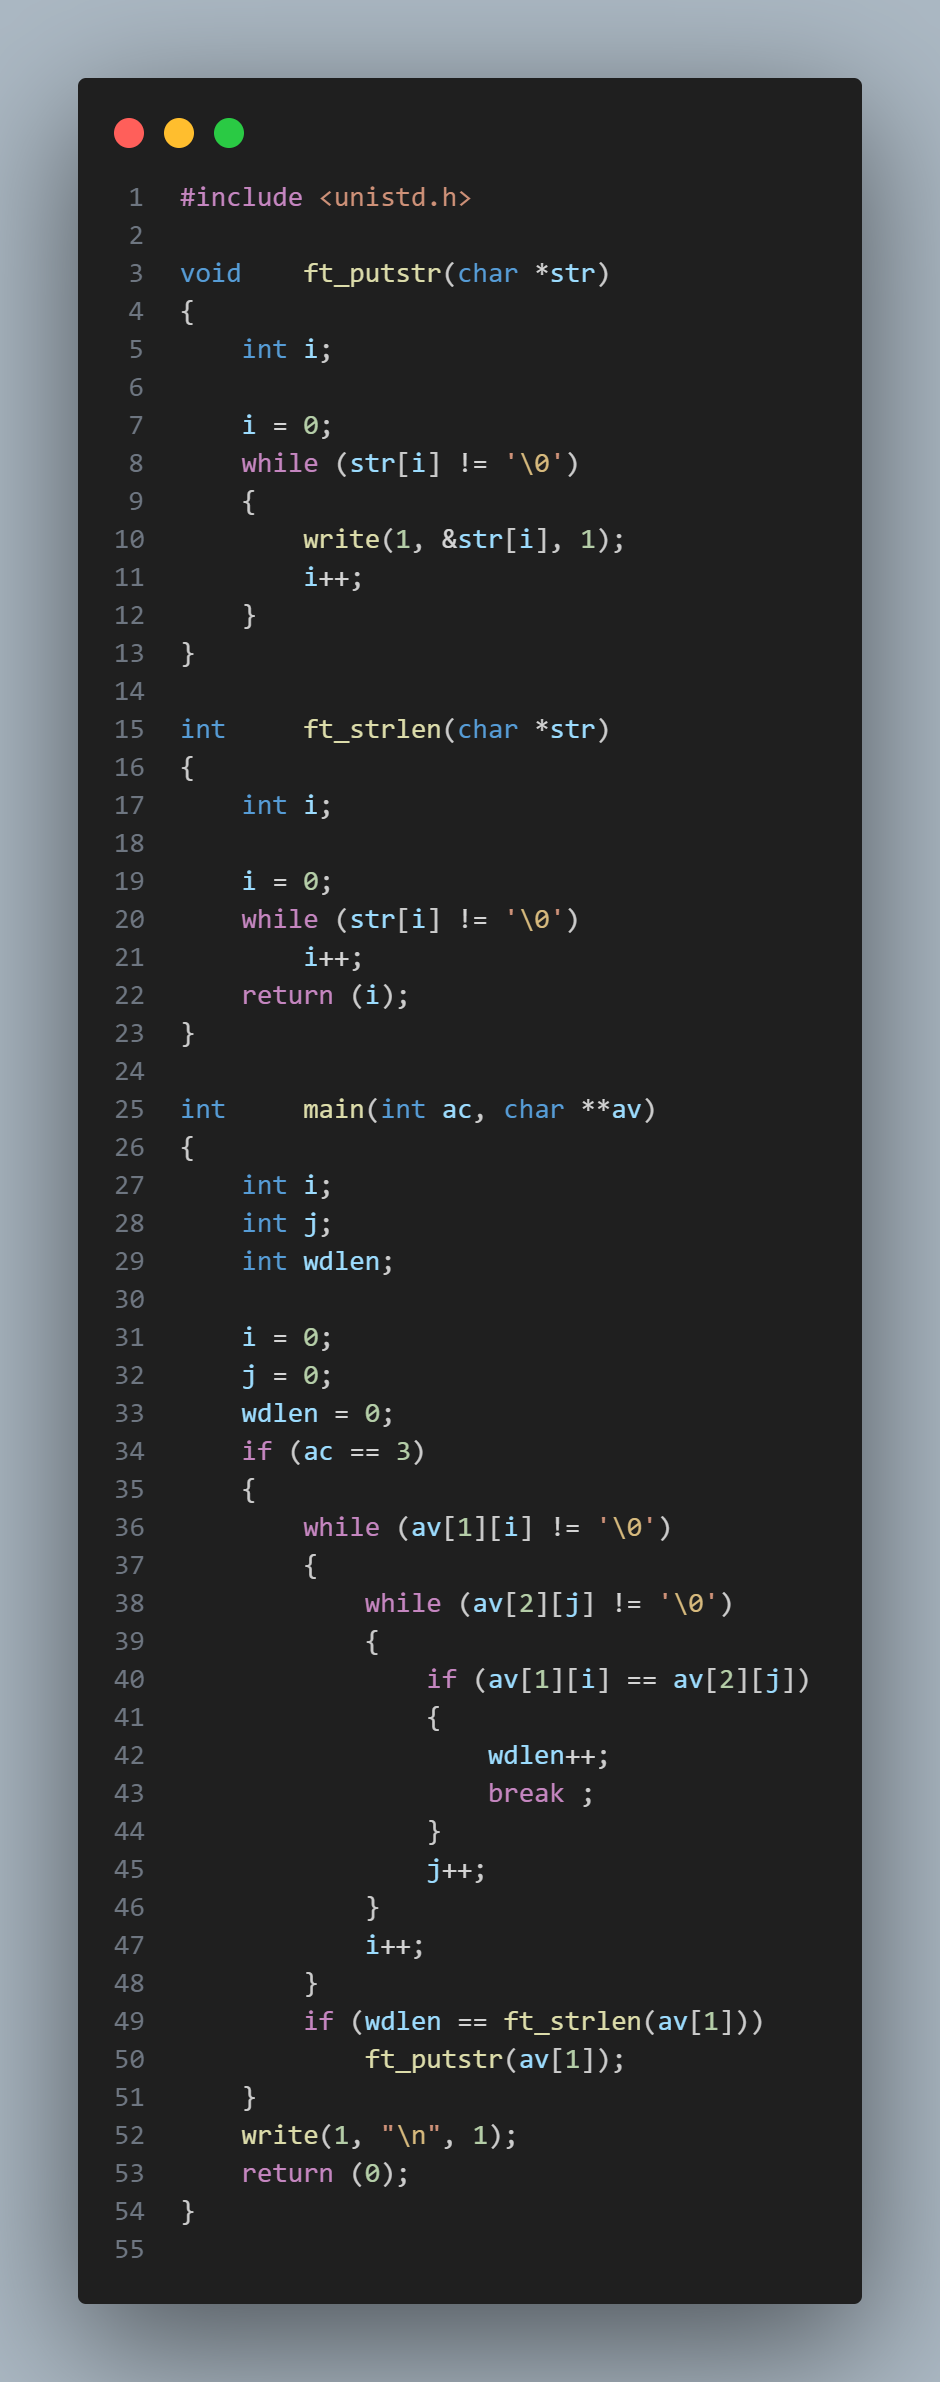 1 #include <unistd.h>
2
3 void    ft_putstr(char *str)
4 {
5     int i;
6
7     i = 0;
8     while (str[i] != '\0')
9     {
10         write(1, &str[i], 1);
11         i++;
12     }
13 }
14
15 int     ft_strlen(char *str)
16 {
17     int i;
18
19     i = 0;
20     while (str[i] != '\0')
21         i++;
22     return (i);
23 }
24
25 int     main(int ac, char **av)
26 {
27     int i;
28     int j;
29     int wdlen;
30
31     i = 0;
32     j = 0;
33     wdlen = 0;
34     if (ac == 3)
35     {
36         while (av[1][i] != '\0')
37         {
38             while (av[2][j] != '\0')
39             {
40                 if (av[1][i] == av[2][j])
41                 {
42                     wdlen++;
43                     break ;
44                 }
45                 j++;
46             }
47             i++;
48         }
49         if (wdlen == ft_strlen(av[1]))
50             ft_putstr(av[1]);
51     }
52     write(1, "\n", 1);
53     return (0);
54 }
55